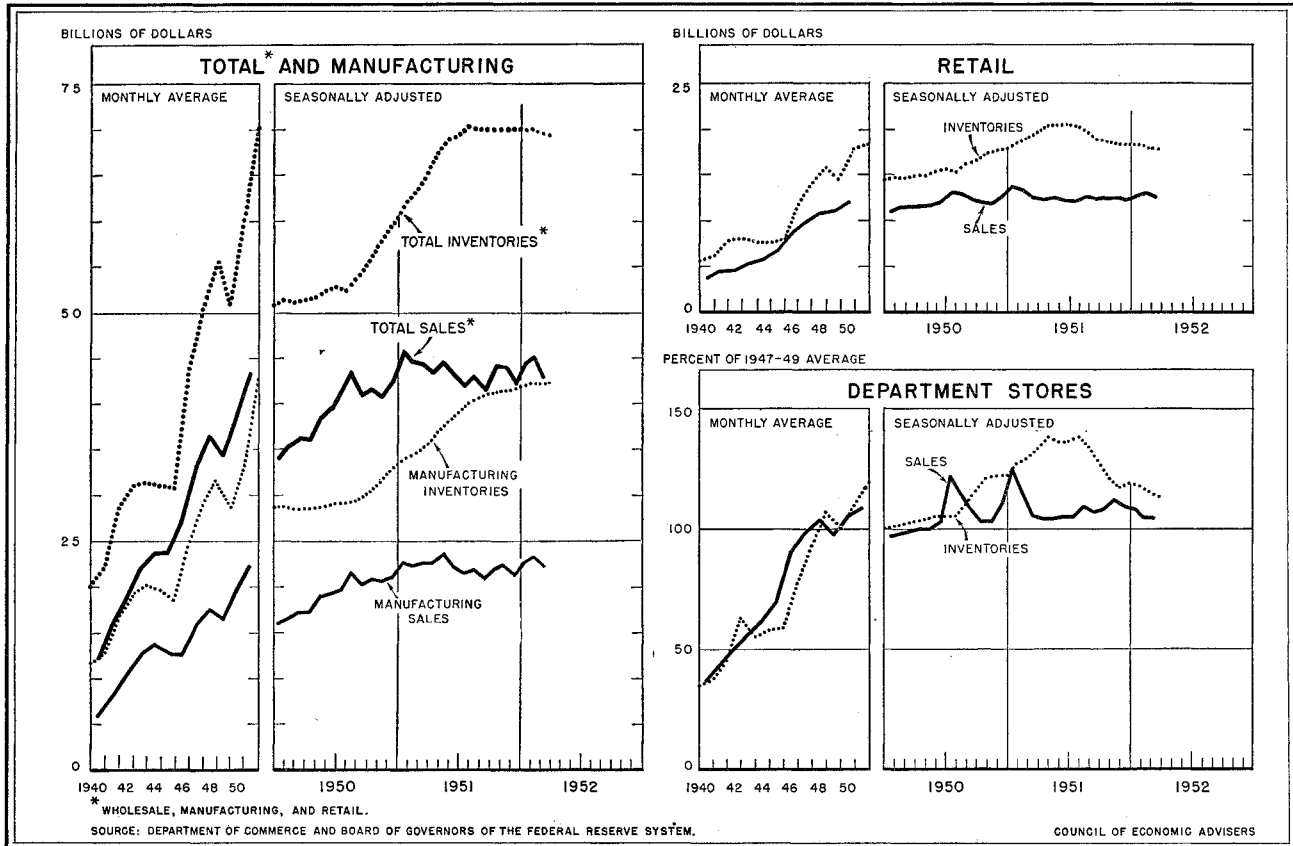 BILLIONS OF DOLLARS
TOTAL* AND MANUFACTURING
75
MONTHLY AVERAGE
SEASONALLY ADJUSTED
TOTAL INVENTORIES*
50
TOTAL SALES*
MANUFACTURING
INVENTORIES
25
MANUFACTURING
SALES
0
1940 42 44 46 48 50
1950 1951 1952
BILLIONS OF DOLLARS
RETAIL
25
MONTHLY AVERAGE
SEASONALLY ADJUSTED
INVENTORIES
SALES
0
1940 42 44 46 48 50
1950 1951 1952
PERCENT OF 1947-49 AVERAGE
DEPARTMENT STORES
150
MONTHLY AVERAGE
SEASONALLY ADJUSTED
SALES
100
INVENTORIES
50
0
1940 42 44 46 48 50
1950 1951 1952
*WHOLESALE, MANUFACTURING, AND RETAIL.
SOURCE: DEPARTMENT OF COMMERCE AND BOARD OF GOVERNORS OF THE FEDERAL RESERVE SYSTEM.
COUNCIL OF ECONOMIC ADVISERS